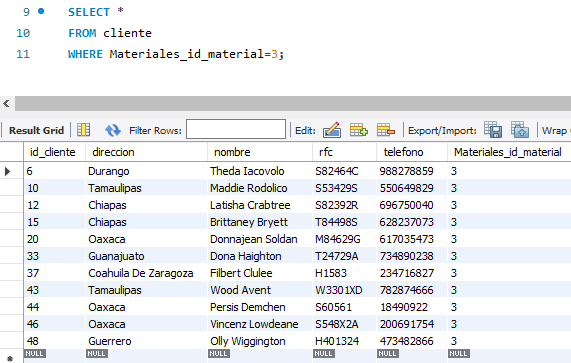 9 SELECT *
10 FROM cliente
11 WHERE Materiales_id_material=3;
Result Grid Filter Rows: Edit: Export/Import: Wrap C
id_cliente direccion nombre rfc telefono Materiales_id_material
6 Durango Theda Iacovolo S82464C 988278859 3
10 Tamaulipas Maddie Rodolico S53429S 550649829 3
12 Chiapas Latisha Crabtree S82392R 696750040 3
15 Chiapas Brittaney Bryett T84498S 628237073 3
20 Oaxaca Donnajean Soldan M84629G 617035473 3
33 Guanajuato Dona Haighton T24729A 734890238 3
37 Coahuila De Zaragoza Filbert Clulee H1583 234716827 3
43 Tamaulipas Wood Avent W3301XD 782874666 3
44 Oaxaca Persis Demchen S60561 18490922 3
46 Oaxaca Vincenz Lowdeane S548X2A 200691754 3
48 Guerrero Olly Wiggington H401324 473482866 3
NULL NULL NULL NULL NULL NULL